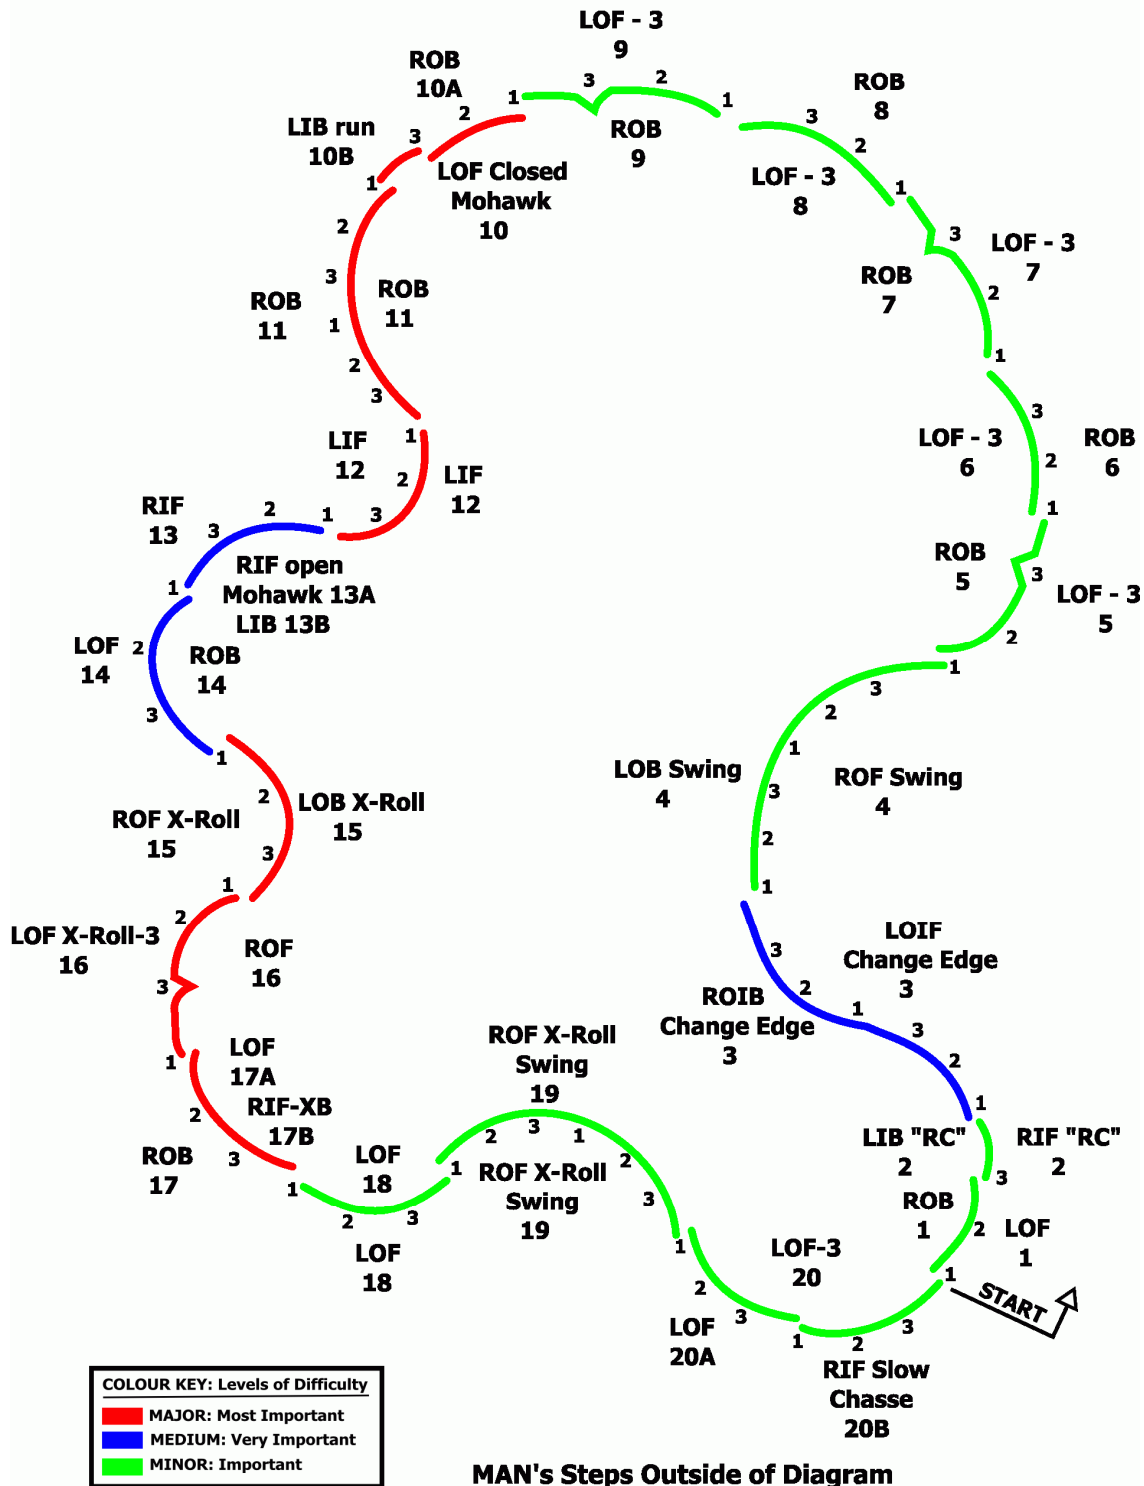 LOF - 3
9
3
2
1
ROB
9
ROB
10A
2
1
LIB run
10B
3
1
LOF Closed
Mohawk
10
ROB
8
3
2
1
LOF - 3
8
3
LOF - 3
7
ROB
7
2
1
2
3
1
2
3
ROB
11
ROB
11
LOF - 3
6
3
2
1
ROB
6
LIF
12
1
2
3
LIF
12
ROB
5
3
2
1
LOF - 3
5
RIF
13
3
2
1
1
RIF open
Mohawk 13A
LIB 13B
LOF
14
2
3
1
ROB
14
3
2
1
3
2
1
LOB Swing
4
ROF Swing
4
ROF X-Roll
15
2
3
1
LOB X-Roll
15
LOF X-Roll-3
16
2
3
1
ROF
16
LOIF
Change Edge
3
3
2
1
3
2
1
ROIB
Change Edge
3
LOF
17A
RIF-XB
17B
2
3
1
ROB
17
LIB "RC"
2
RIF "RC"
2
3
ROB
1
2
1
LOF
1
START
ROF X-Roll
Swing
19
2
3
1
2
3
1
ROF X-Roll
Swing
19
LOF
18
2
3
1
LOF
18
LOF-3
20
2
3
1
LOF
20A
2
3
RIF Slow
Chasse
20B
COLOUR KEY: Levels of Difficulty
MAJOR: Most Important
MEDIUM: Very Important
MINOR: Important
MAN's Steps Outside of Diagram